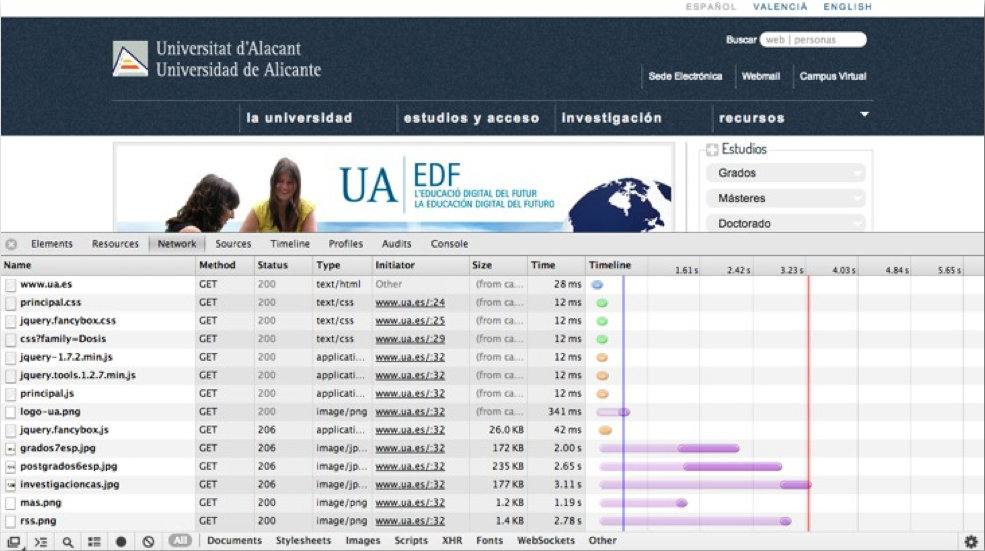 ESPAÑOL VALENCIÀ ENGLISH
Universitat d'Alacant
Universidad de Alicante
Buscar web | personas
Sede Electrónica Webmail Campus Virtual
la universidad estudios y acceso investigación recursos
UA EDF
L'EDUCACIÓ DIGITAL DEL FUTUR
LA EDUCACIÓN DIGITAL DEL FUTURO
Estudios
Grados
Másteres
Doctorado
Elements Resources Network Sources Timeline Profiles Audits Console
Name Method Status Type Initiator Size Time Timeline 1.61s 2.42s 3.23s 4.03s 4.84s 5.65s
www.ua.es GET 200 text/html Other (from ca... 28 ms
principal.css GET 200 text/css www.ua.es/:24 (from ca... 12 ms
jquery.fancybox.css GET 200 text/css www.ua.es/:25 (from ca... 12 ms
css?family=Dosis GET 200 text/css www.ua.es/:29 (from ca... 12 ms
jquery-1.7.2.min.js GET 200 applicati... www.ua.es/:32 (from ca... 12 ms
jquery.tools.1.2.7.min.js GET 200 applicati... www.ua.es/:32 (from ca... 12 ms
principal.js GET 200 applicati... www.ua.es/:32 (from ca... 12 ms
logo-ua.png GET 200 image/png www.ua.es/:32 (from ca... 341 ms
jquery.fancybox.js GET 206 applicati... www.ua.es/:32 26.0 KB 42 ms
grados7esp.jpg GET 206 image/jp... www.ua.es/:32 172 KB 2.00 s
postgrados6esp.jpg GET 206 image/jp... www.ua.es/:32 235 KB 2.65 s
investigacioncas.jpg GET 206 image/jp... www.ua.es/:32 177 KB 3.11 s
mas.png GET 200 image/png www.ua.es/:32 1.2 KB 1.19 s
rss.png GET 200 image/png www.ua.es/:32 1.4 KB 2.78 s
All Documents Stylesheets Images Scripts XHR Fonts WebSockets Other